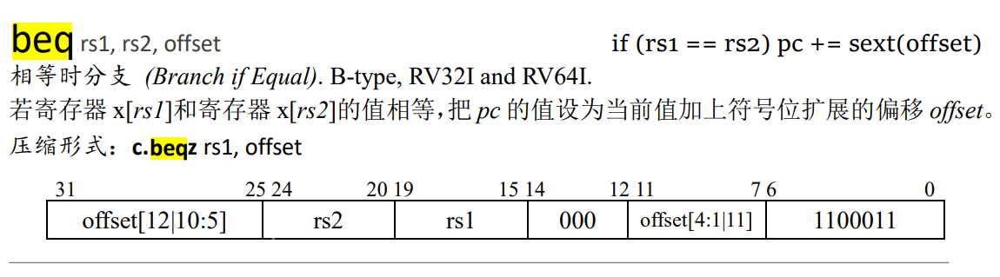 beq rs1, rs2, offset if (rs1 == rs2) pc += sext(offset)
相等时分支 (Branch if Equal). B-type, RV32I and RV64I.
若寄存器 x[rs1]和寄存器 x[rs2]的值相等，把 pc 的值设为当前值加上符号位扩展的偏移 offset。
压缩形式：c.beqz rs1, offset
31 25 24 20 19 15 14 12 11 7 6 0
offset[12|10:5] rs2 rs1 000 offset[4:1|11] 1100011